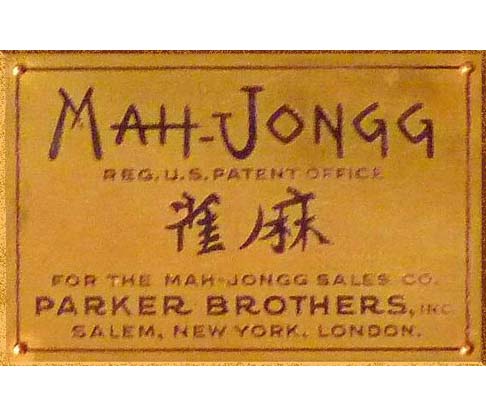 MAH-JONGG
REG. U.S. PATENT OFFICE
雀麻
FOR THE MAH-JONGG SALES CO.
PARKER BROTHERS, INC.
SALEM, NEW YORK, LONDON.